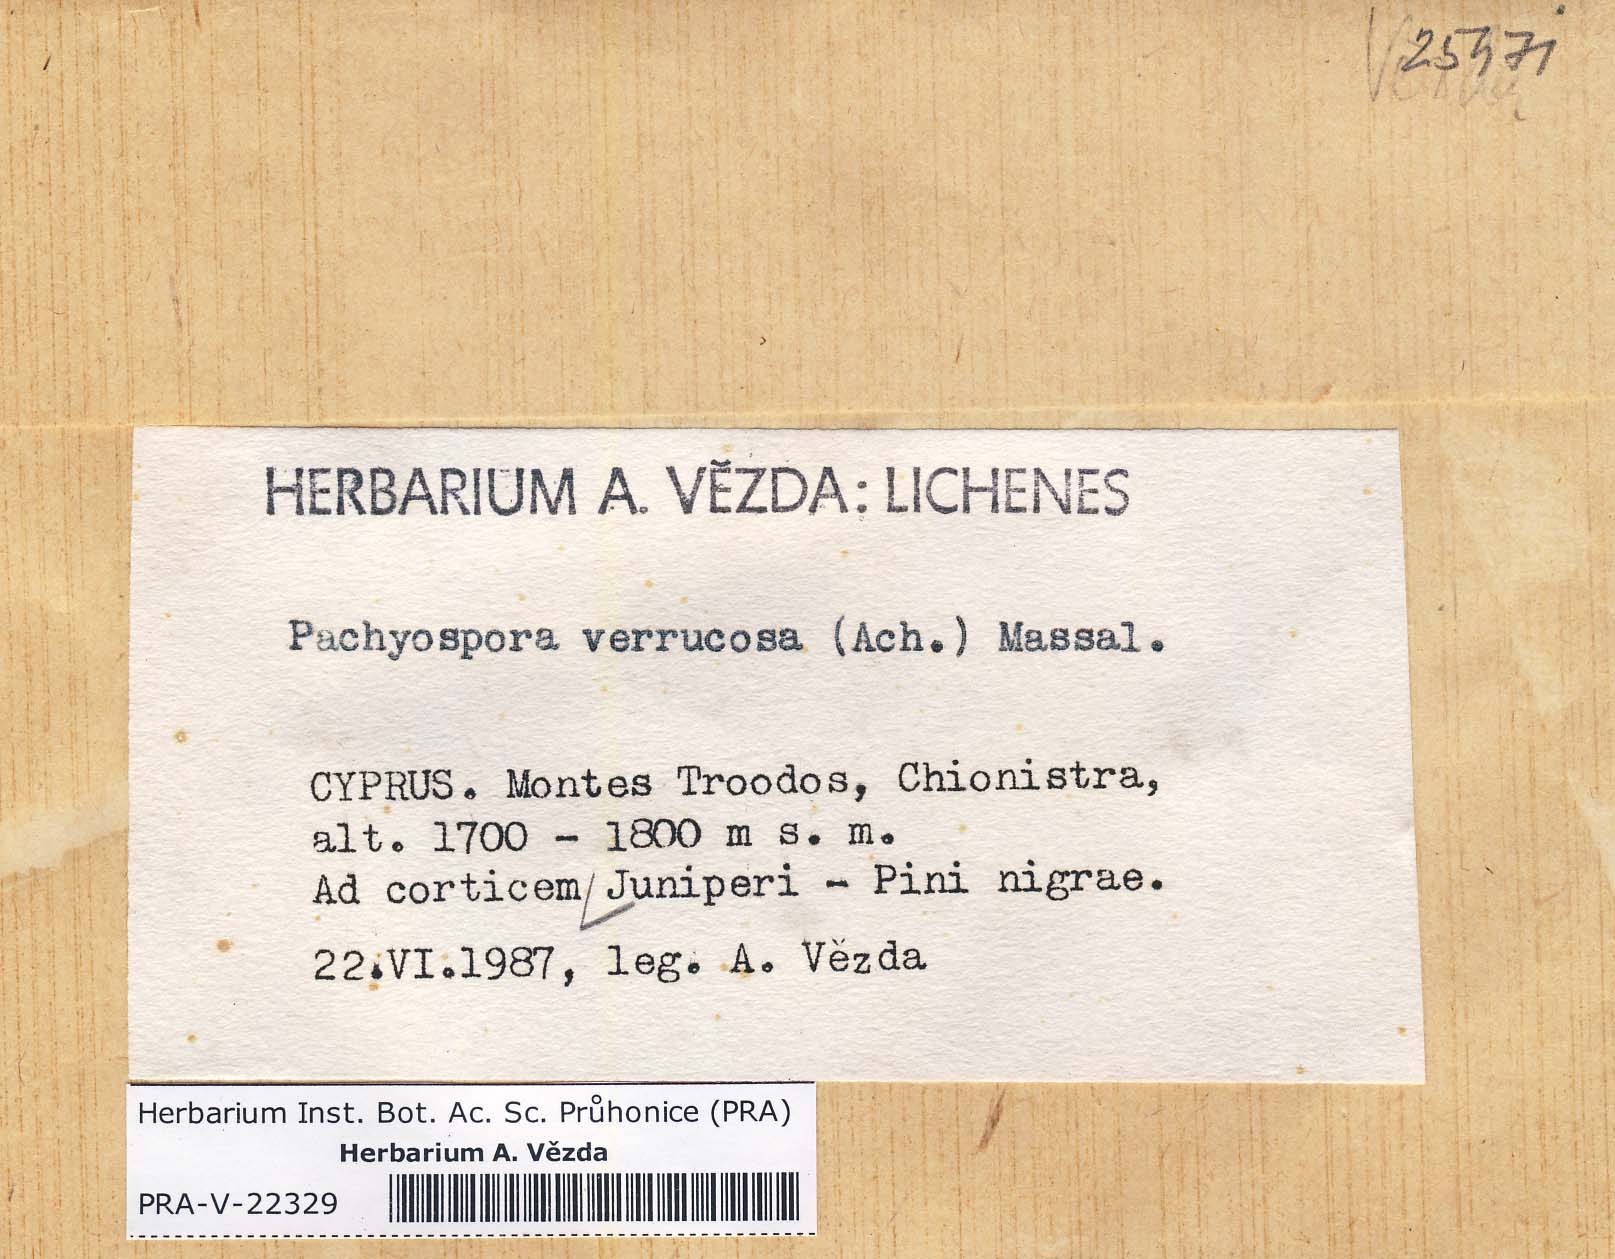 HERBARIUM A. VĚZDA: LICHENES
Pachyospora verrucosa (Ach.) Massal.
CYPRUS. Montes Troodos, Chionistra,
alt. 1700 - 1800 m s. m.
Ad corticem Juniperi - Pini nigrae.
22.VI.1987, leg. A. Vězda
Herbarium Inst. Bot. Ac. Sc. Průhonice (PRA)
Herbarium A. Vězda
PRA-V-22329